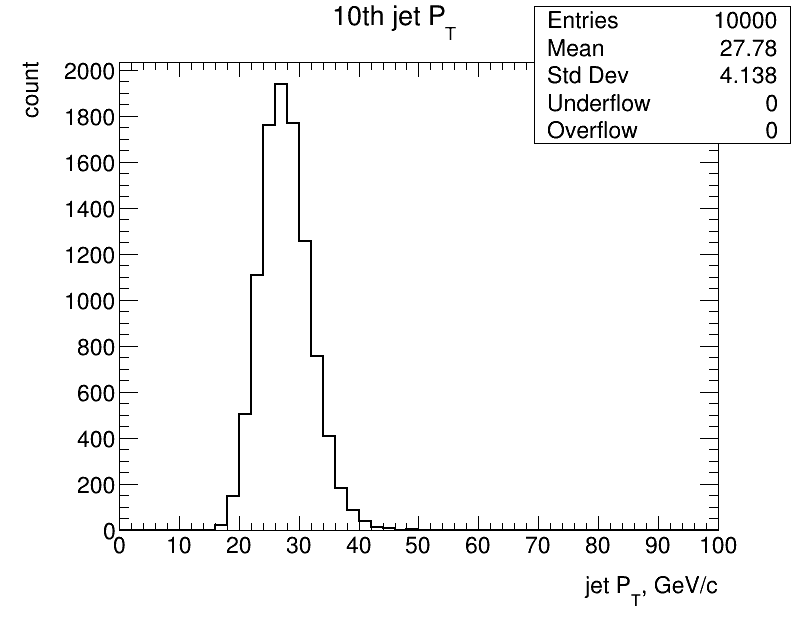 10th jet P_T
Entries 10000
Mean 27.78
Std Dev 4.138
Underflow 0
Overflow 0
count
2000
1800
1600
1400
1200
1000
800
600
400
200
0
0 10 20 30 40 50 60 70 80 90 100
jet P_T, GeV/c